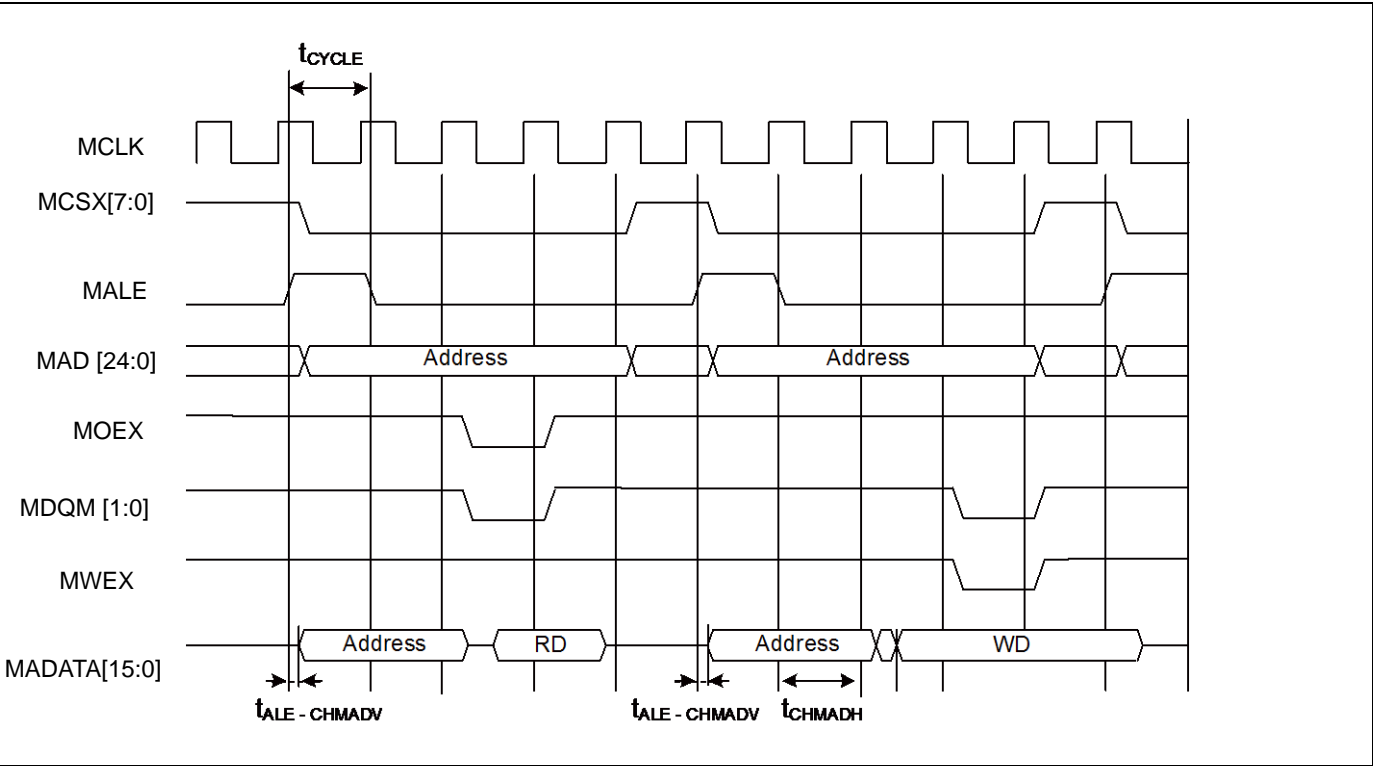 tCYCLE
MCLK
MCSX[7:0]
MALE
MAD [24:0] Address Address
MOEX
MDQM [1:0]
MWEX
MADATA[15:0] Address RD Address WD
tALE - CHMADV tALE - CHMADV tCHMADH